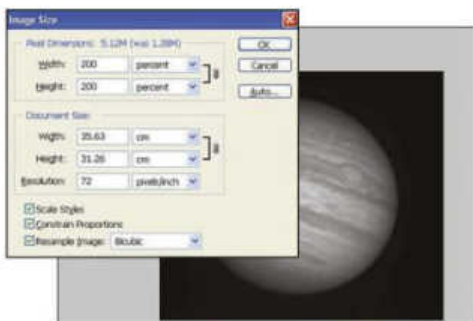 Image Size
Pixel Dimensions: 5.12M (was 1.28M)
Width: 200 percent
Height: 200 percent
OK
Cancel
Auto...
Document Size:
Width: 35.63 cm
Height: 31.26 cm
Resolution: 72 pixels/inch
Scale Styles
Constrain Proportions
Resample Image: Bicubic